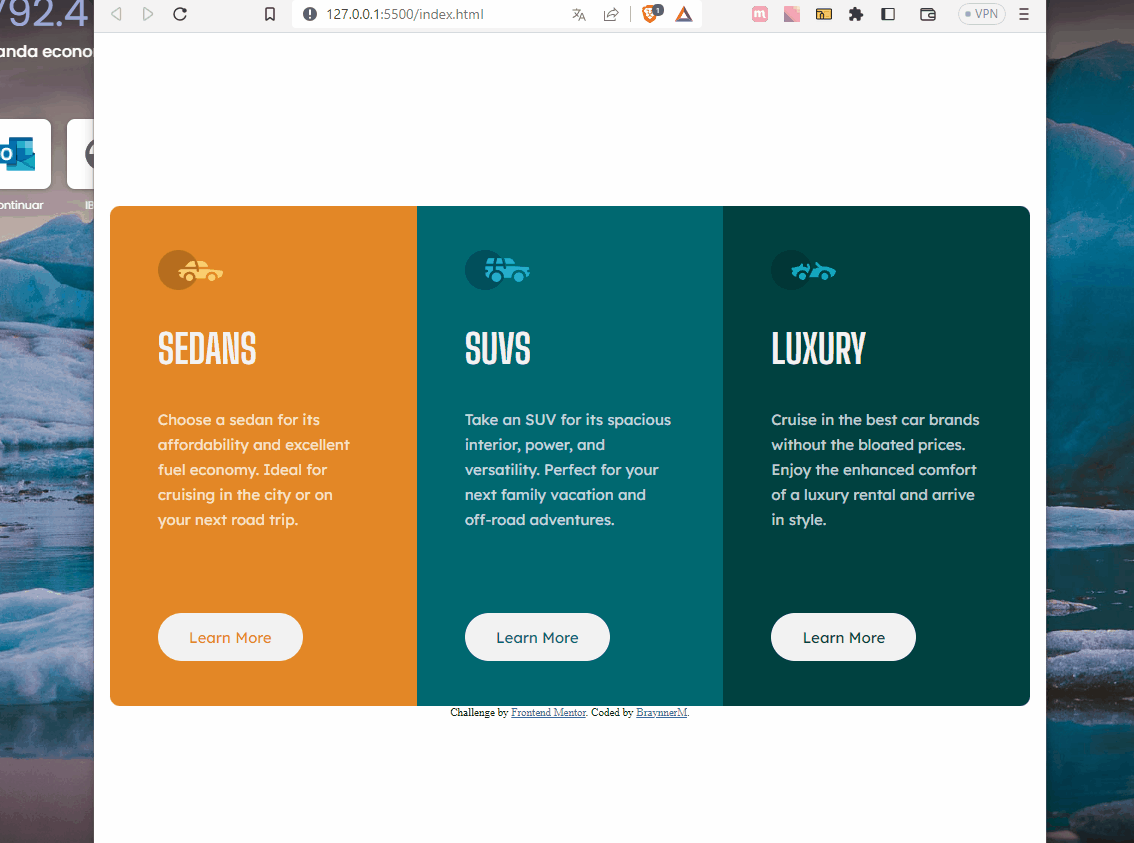 792.4
anda econo
O
ontinuar
127.0.0.1:5500/index.html
1
m
VPN
SEDANS
Choose a sedan for its
affordability and excellent
fuel economy. Ideal for
cruising in the city or on
your next road trip.
Learn More
SUVS
Take an SUV for its spacious
interior, power, and
versatility. Perfect for your
next family vacation and
off-road adventures.
Learn More
LUXURY
Cruise in the best car brands
without the bloated prices.
Enjoy the enhanced comfort
of a luxury rental and arrive
in style.
Learn More
Challenge by Frontend Mentor. Coded by BraynnerM.